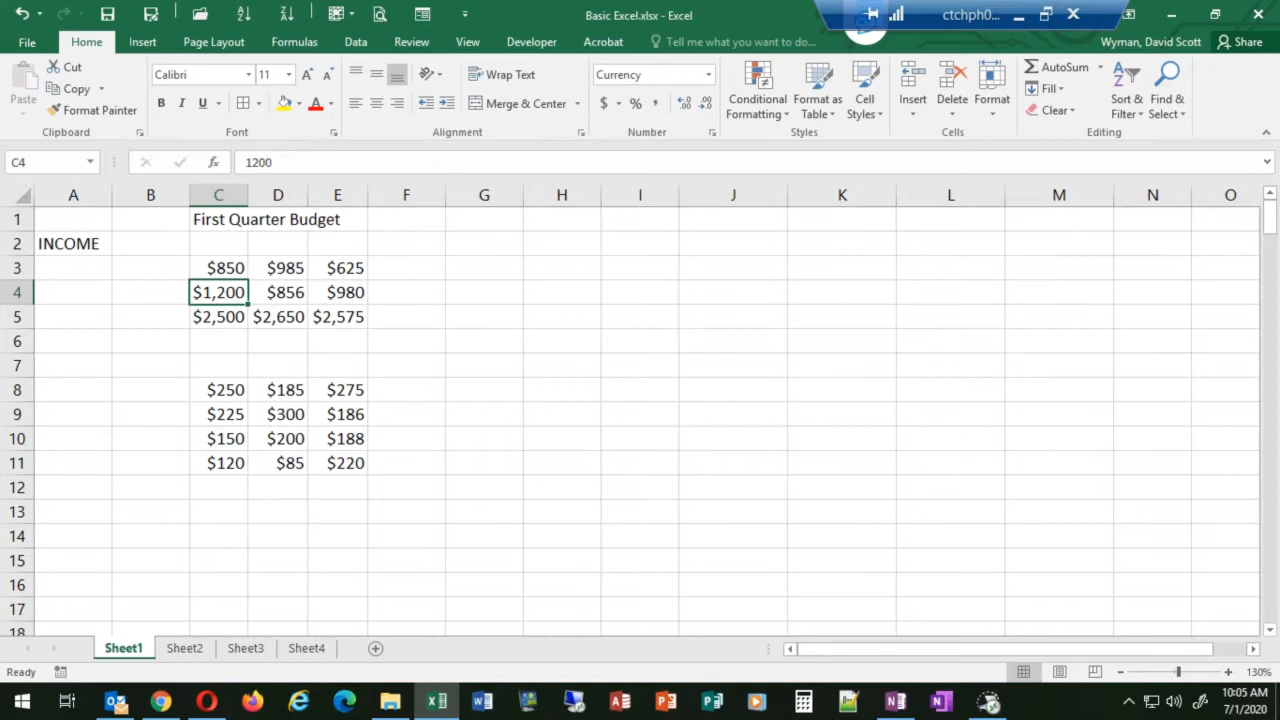 Basic Excel.xlsx - Excel
ctchph0...
File Home Insert Page Layout Formulas Data Review View Developer Acrobat Tell me what you want to do... Wyman, David Scott Share
Paste
Cut
Copy
Format Painter
Clipboard
Calibri 11
B I U
Font
Wrap Text
Merge & Center
Alignment
Currency
$ % ,
Number
Conditional Formatting
Format as Table
Cell Styles
Styles
Insert Delete Format
Cells
AutoSum
Fill
Clear
Sort & Filter
Find & Select
Editing
C4 fx 1200
A B C D E F G H I J K L M N O
1 First Quarter Budget
2 INCOME
3 $850 $985 $625
4 $1,200 $856 $980
5 $2,500 $2,650 $2,575
6
7
8 $250 $185 $275
9 $225 $300 $186
10 $150 $200 $188
11 $120 $85 $220
12
13
14
15
16
17
18
Sheet1 Sheet2 Sheet3 Sheet4
Ready 130%
10:05 AM
7/1/2020